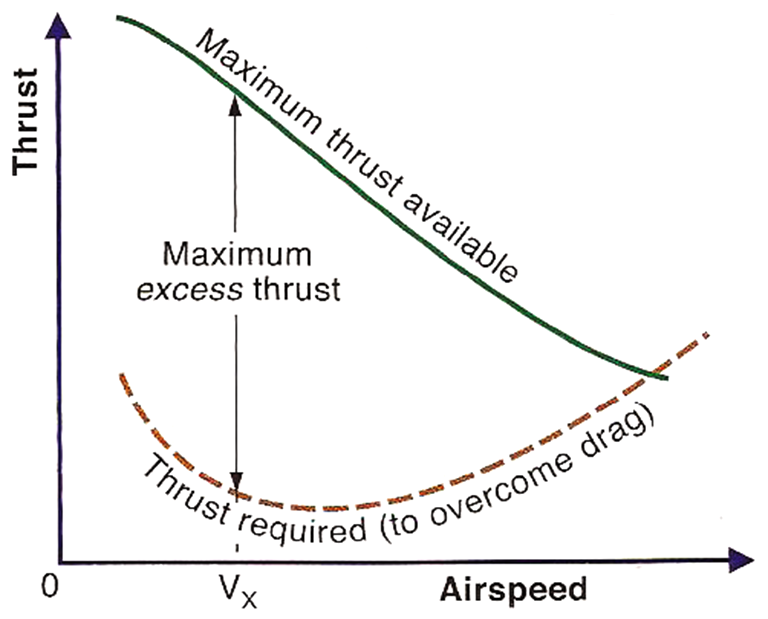 Thrust
Maximum thrust available
Maximum
excess thrust
Thrust required (to overcome drag)
0
VX
Airspeed